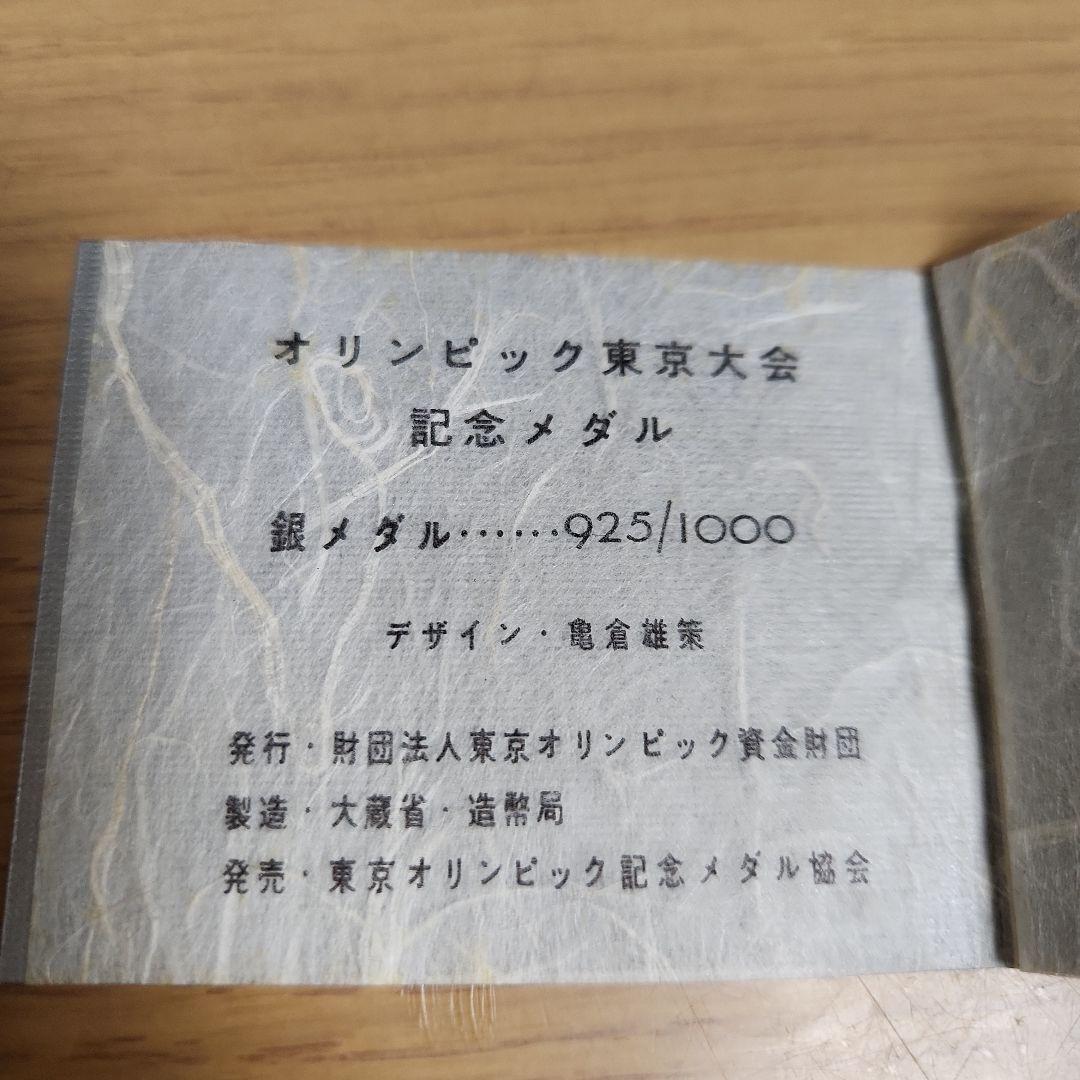 オリンピック東京大会
記念メダル
銀メダル……925/1000
デザイン・亀倉雄策
発行・財団法人東京オリンピック資金財団
製造・大蔵省・造幣局
発売・東京オリンピック記念メダル協会